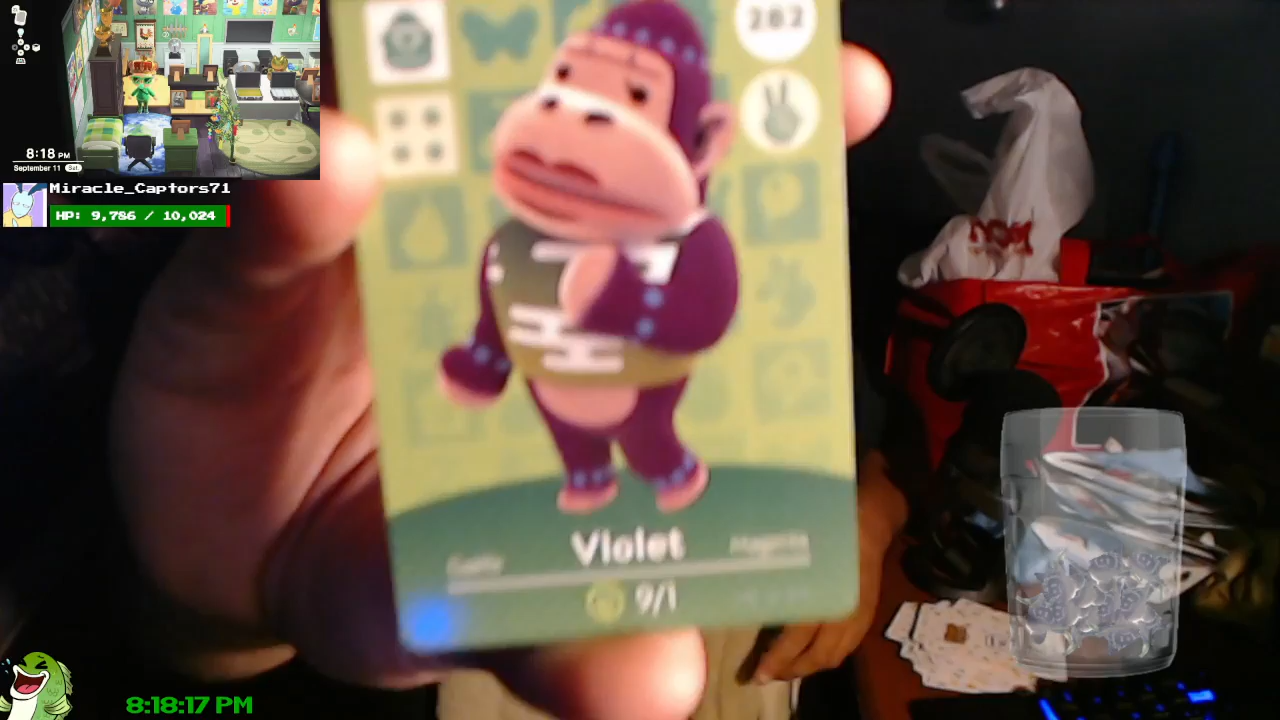 282
8:18 PM
September 11 Sat.
Miracle_Captors71
HP: 9,786 / 10,024
Violet
9/1
8:18:17 PM